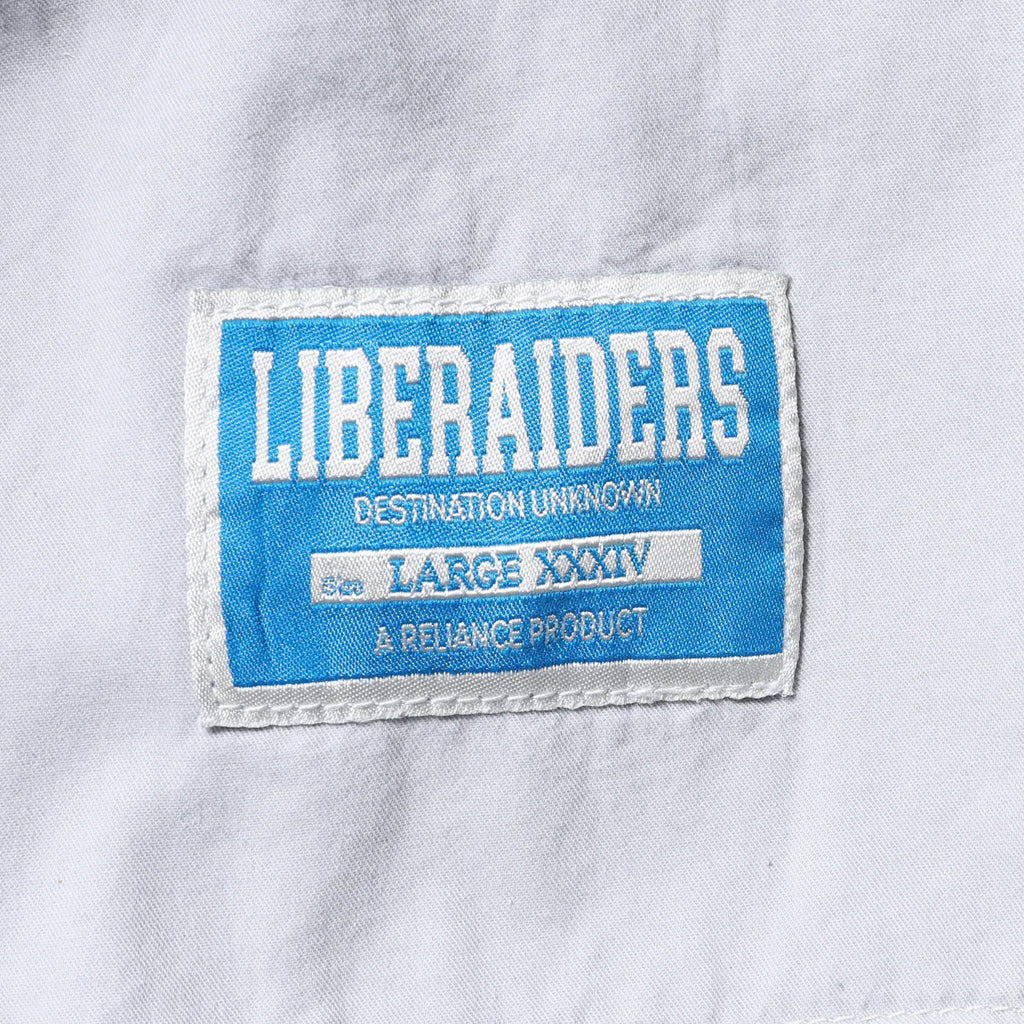 LIBERAIDERS
DESTINATION UNKNOWN
Size LARGE XXXIV
A RELIANCE PRODUCT